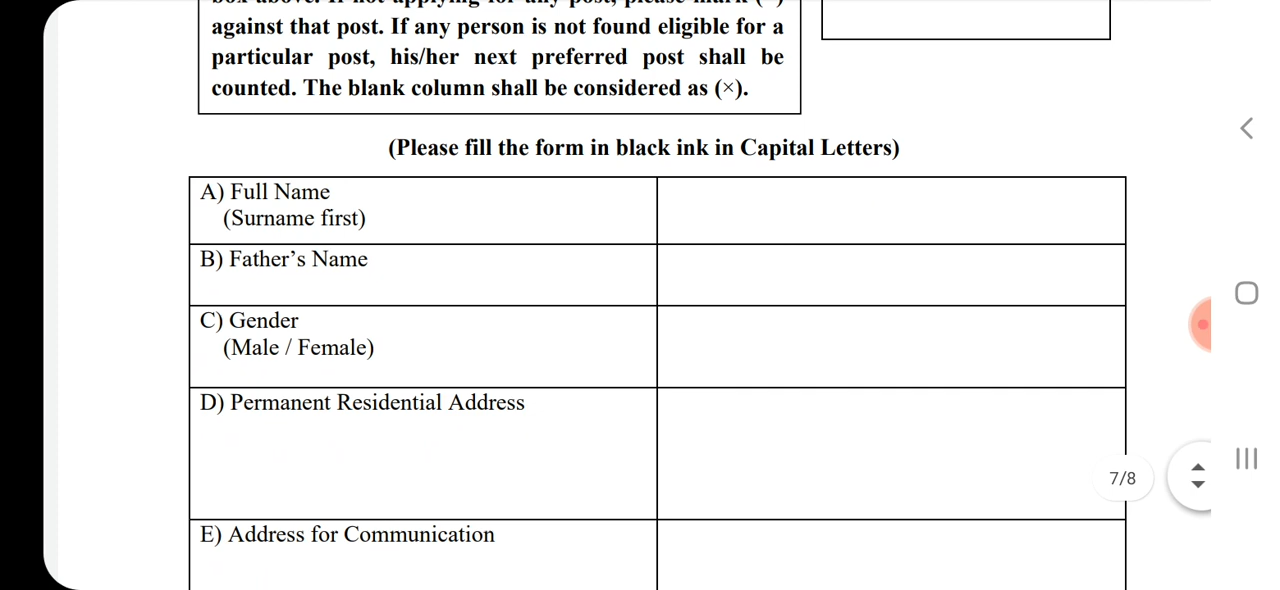 against that post. If any person is not found eligible for a
particular post, his/her next preferred post shall be
counted. The blank column shall be considered as (×).
(Please fill the form in black ink in Capital Letters)
A) Full Name
(Surname first)
B) Father’s Name
C) Gender
(Male / Female)
D) Permanent Residential Address
7/8
E) Address for Communication